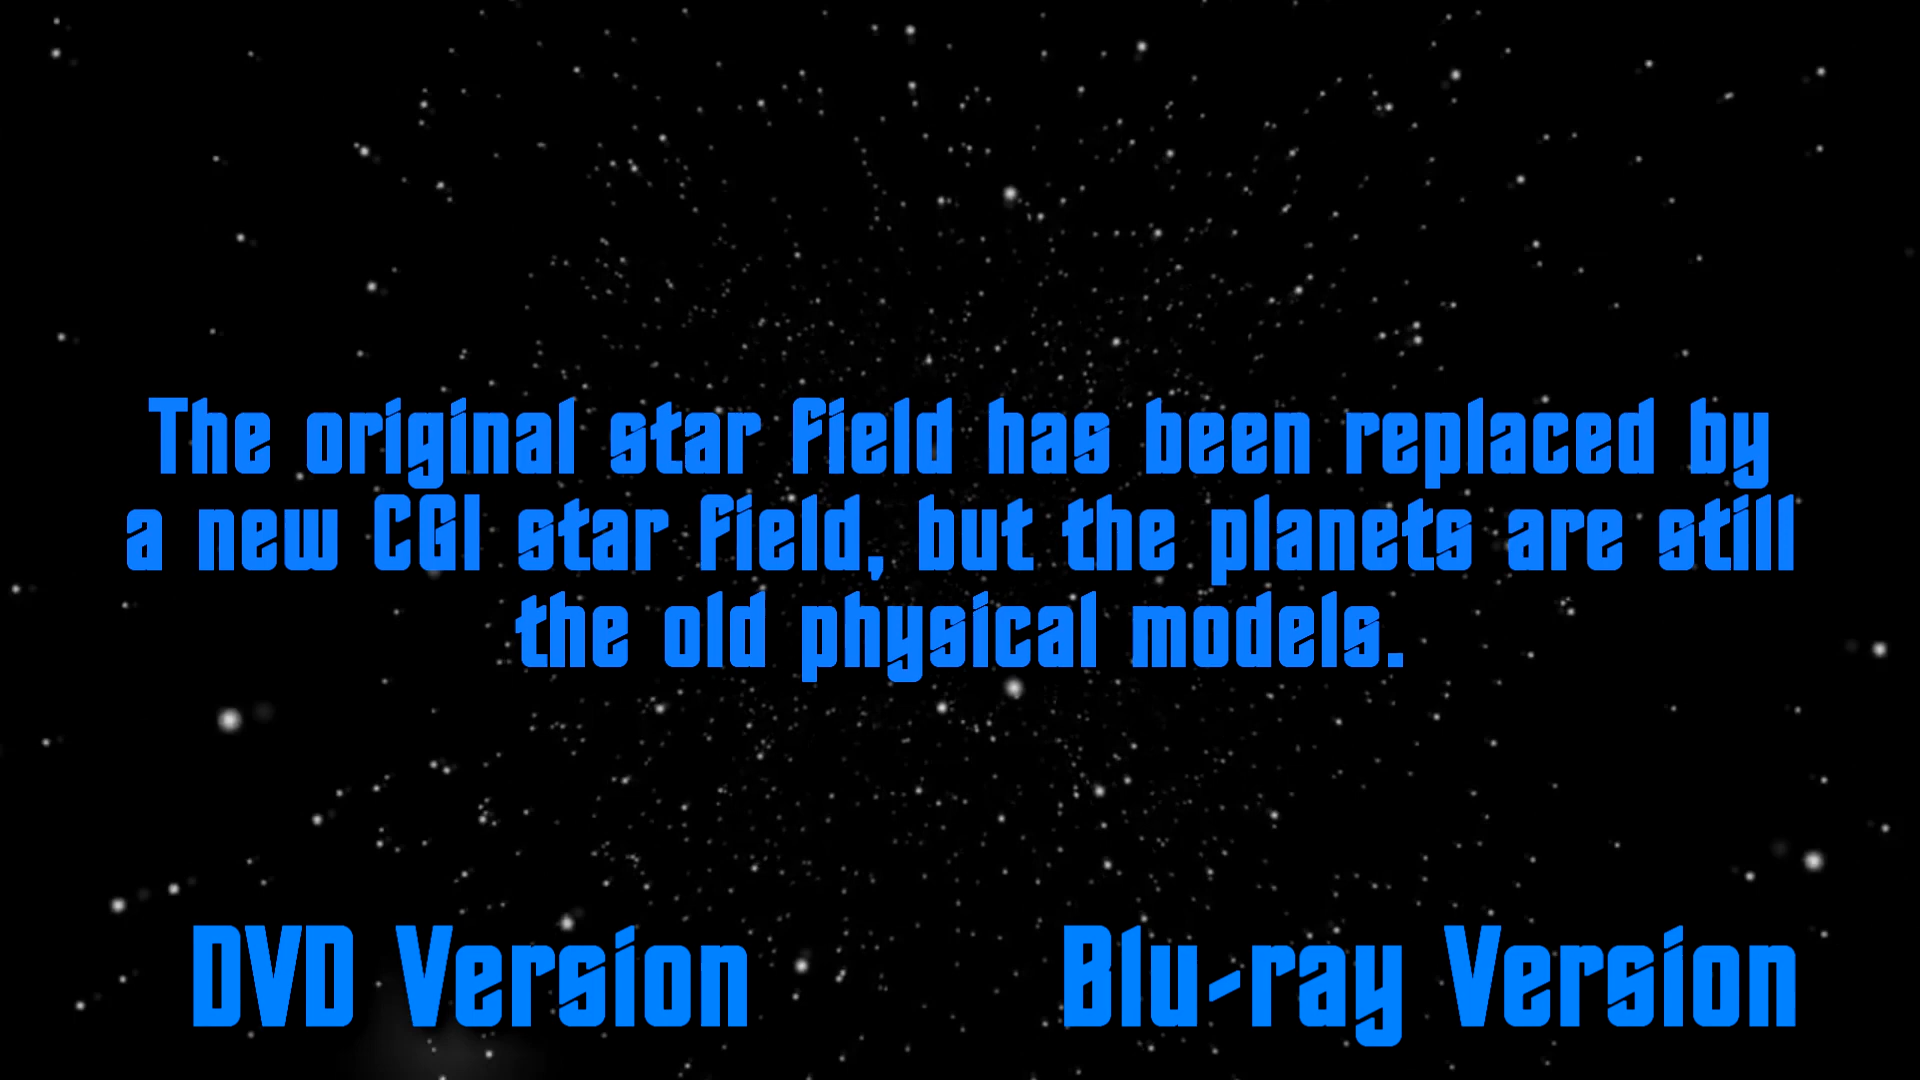 The original star field has been replaced by
a new CGI star field, but the planets are still
the old physical models.
DVD Version
Blu-ray Version